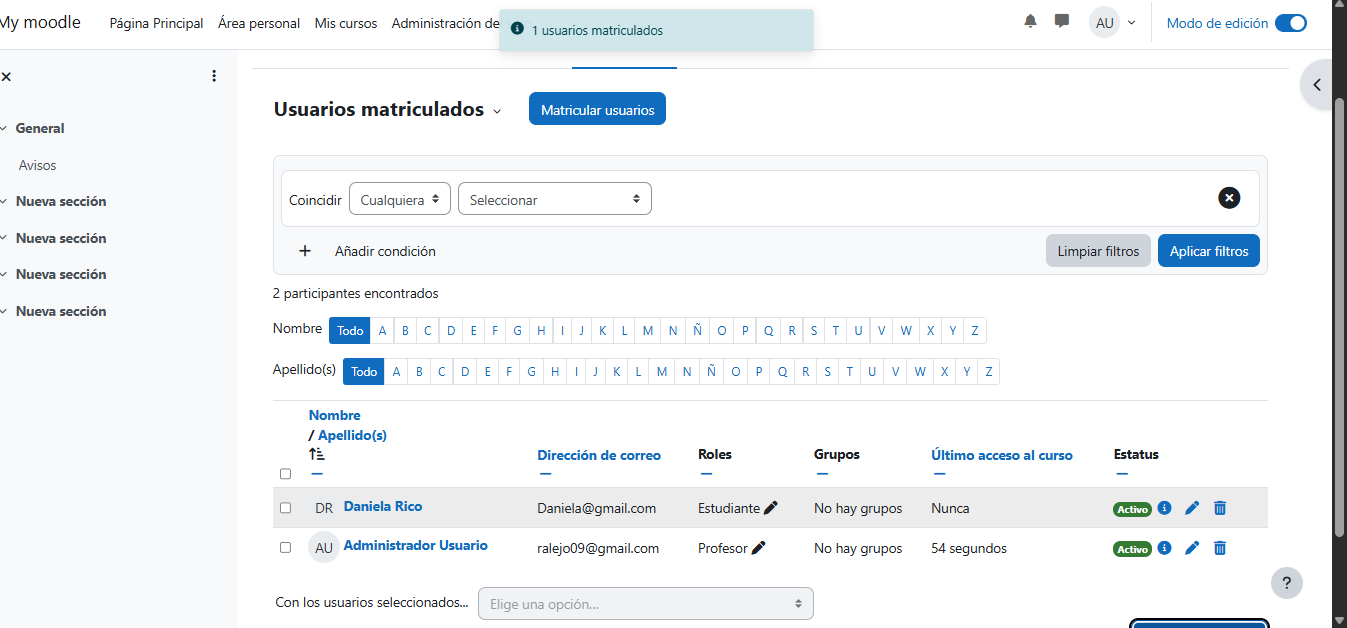 My moodle Página Principal Área personal Mis cursos Administración de 1 usuarios matriculados AU Modo de edición
General
Avisos
Nueva sección
Nueva sección
Nueva sección
Nueva sección
Usuarios matriculados Matricular usuarios
Coincidir Cualquiera Seleccionar
+ Añadir condición Limpiar filtros Aplicar filtros
2 participantes encontrados
Nombre Todo A B C D E F G H I J K L M N Ñ O P Q R S T U V W X Y Z
Apellido(s) Todo A B C D E F G H I J K L M N Ñ O P Q R S T U V W X Y Z
Nombre
/ Apellido(s)
Dirección de correo Roles Grupos Último acceso al curso Estatus
DR Daniela Rico Daniela@gmail.com Estudiante No hay grupos Nunca Activo
AU Administrador Usuario ralejo09@gmail.com Profesor No hay grupos 54 segundos Activo
Con los usuarios seleccionados... Elige una opción...
?